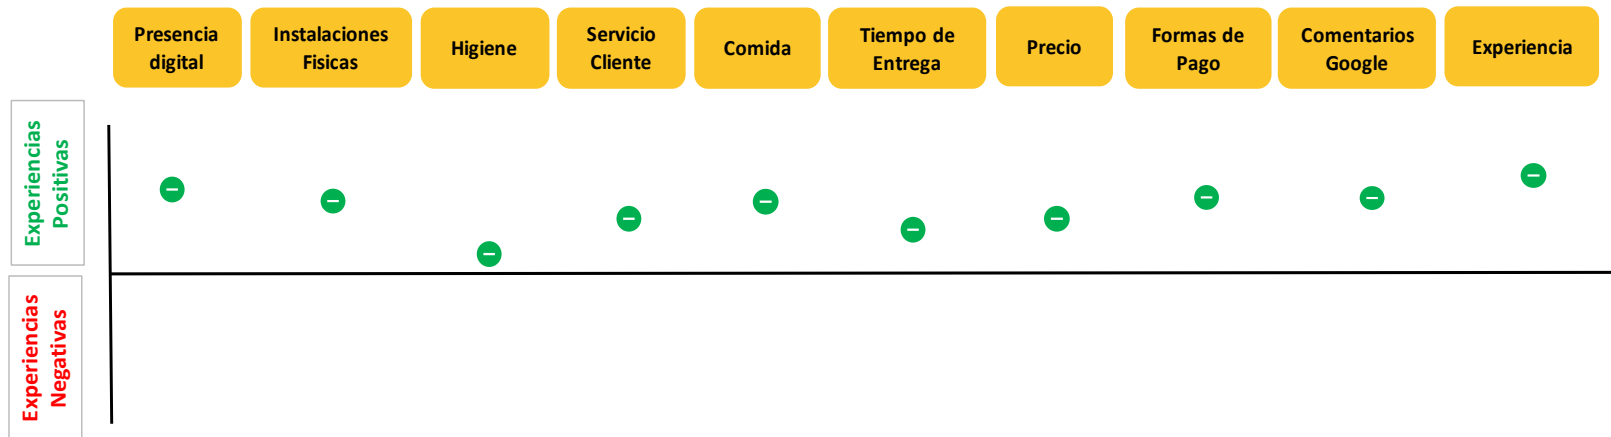 Presencia
digital
Instalaciones
Fisicas
Higiene
Servicio
Cliente
Comida
Tiempo de
Entrega
Precio
Formas de
Pago
Comentarios
Google
Experiencia
Experiencias
Positivas
Experiencias
Negativas